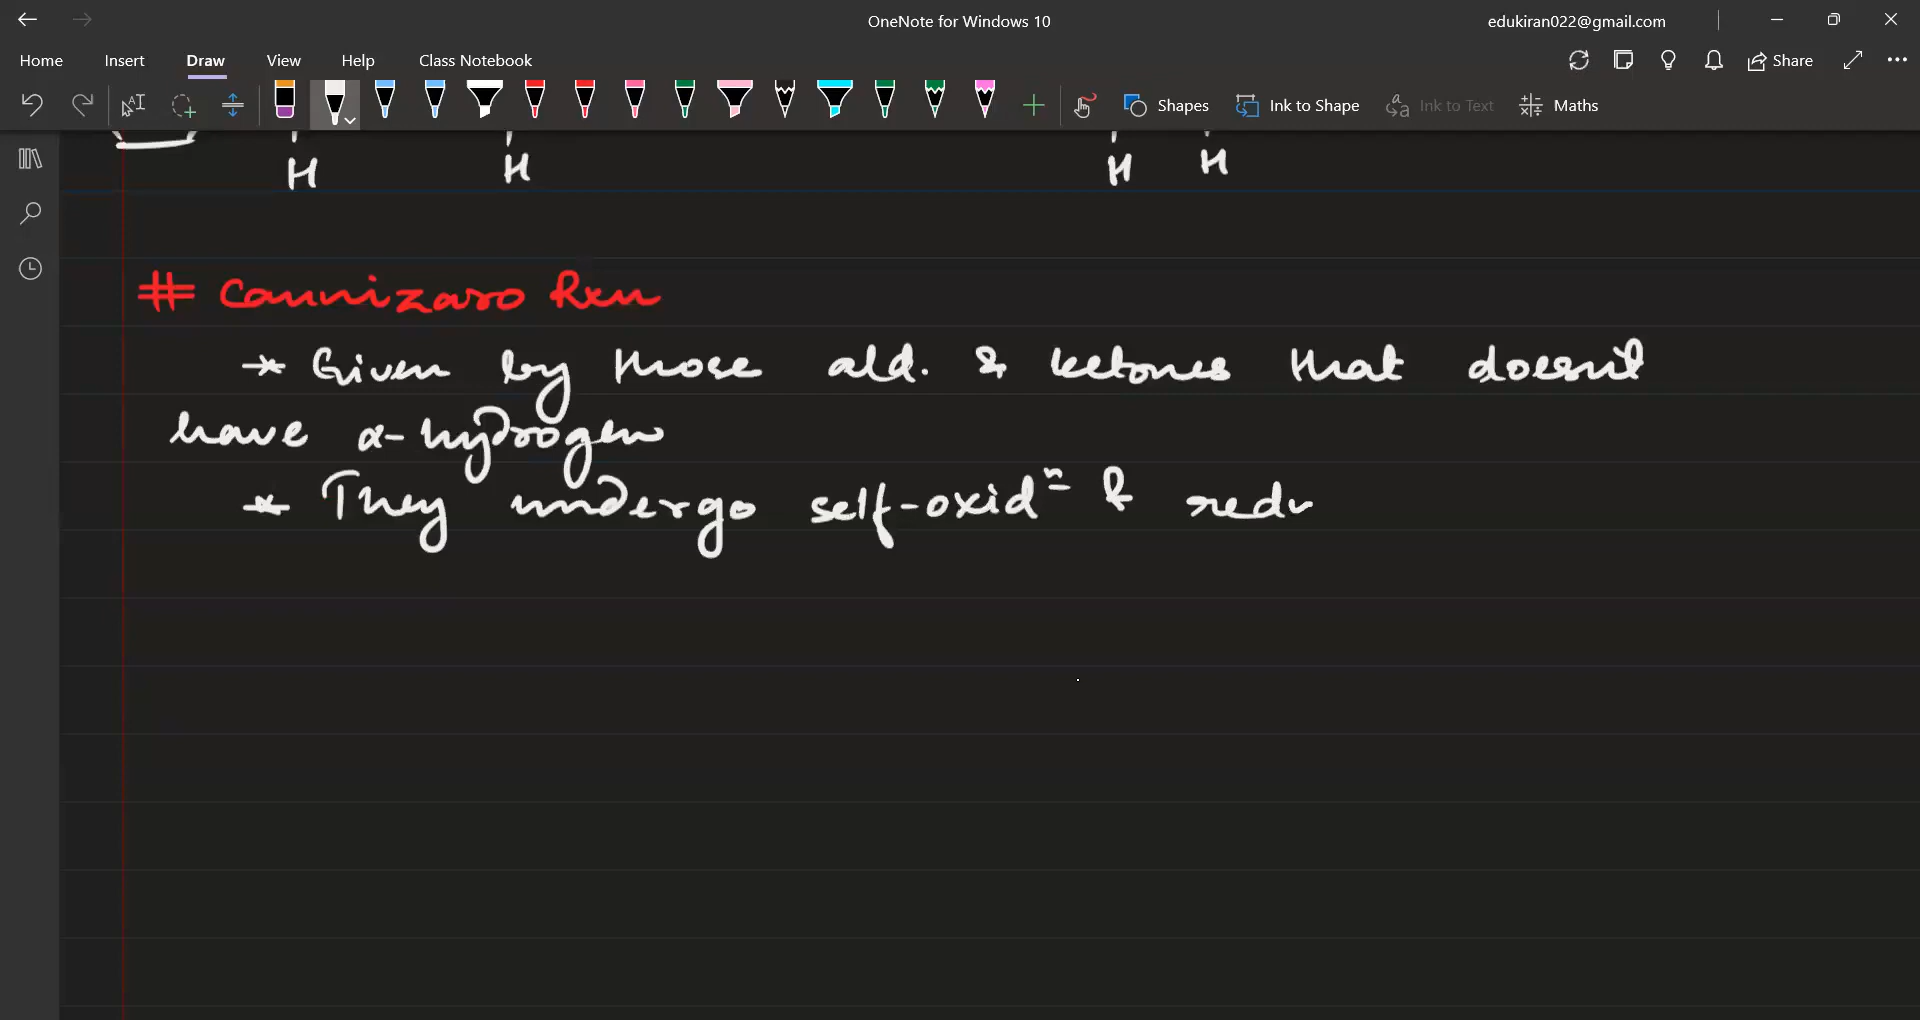 OneNote for Windows 10
edukiran022@gmail.com
Home Insert Draw View Help Class Notebook
Share
Shapes Ink to Shape Ink to Text Maths
H H H H
# Cannizaro Rxn
* Given by those ald. & ketones that doesn't
have α-hydrogen
* They undergo self-oxidⁿ & redu